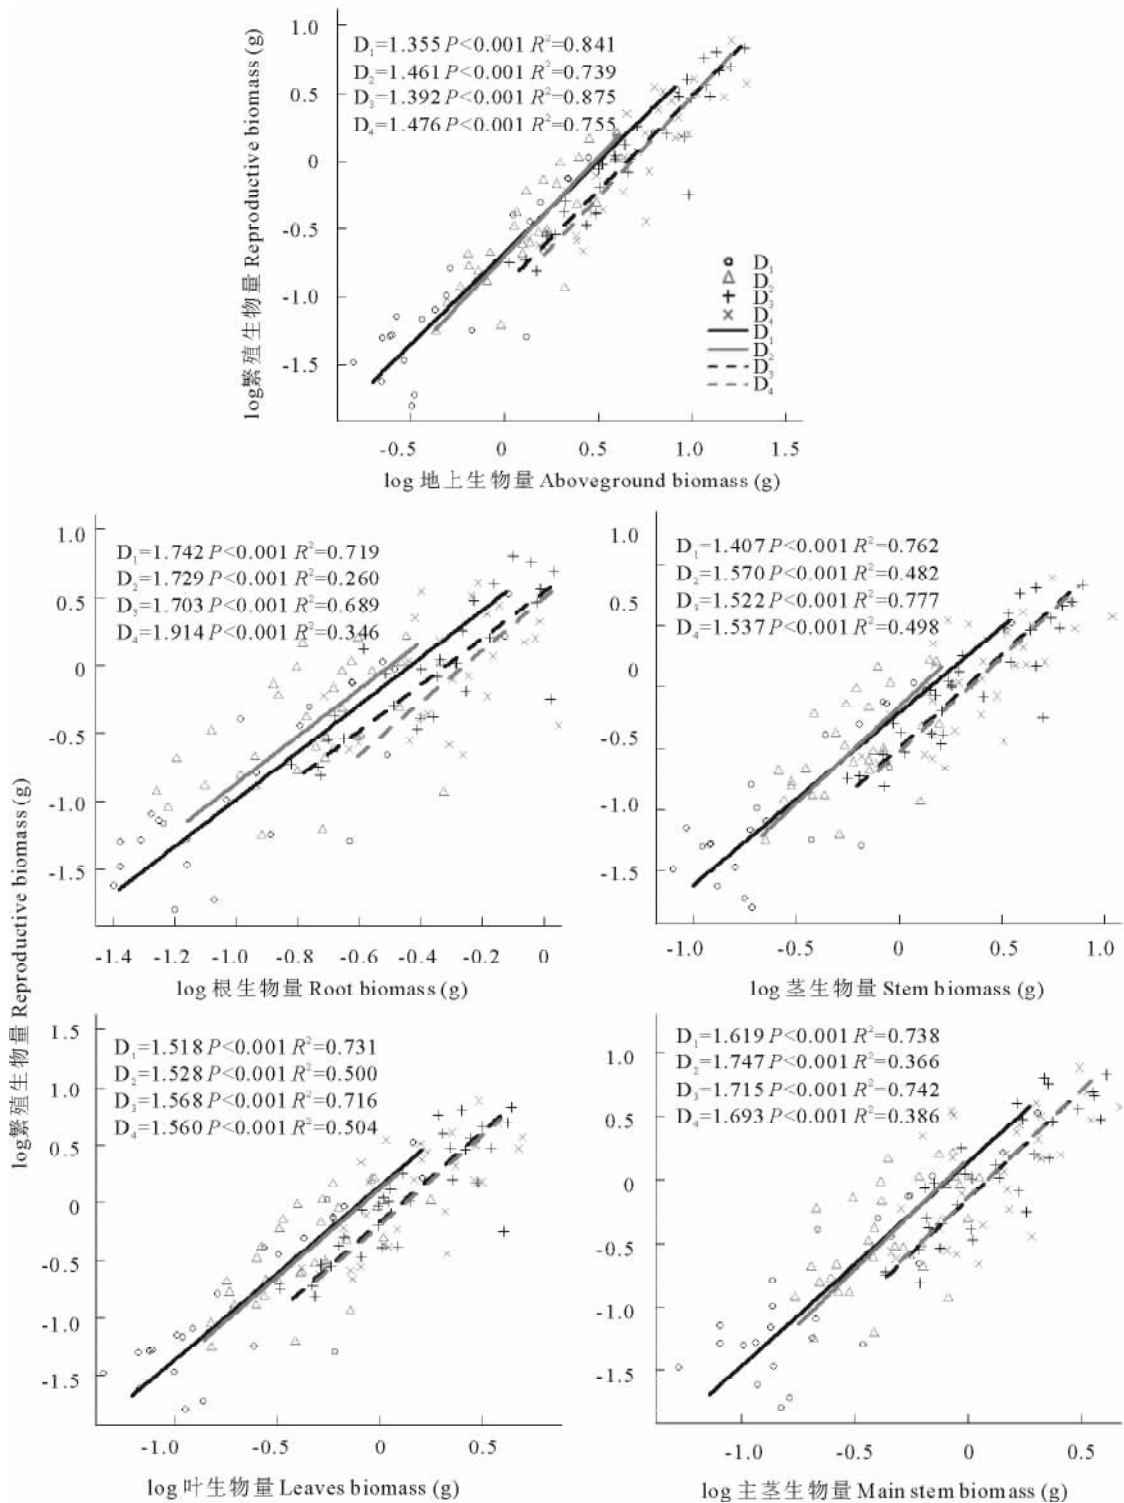 log繁殖生物量 Reproductive biomass (g)
1.0
0.5
0
-0.5
-1.0
-1.5
D₁=1.355 P<0.001 R²=0.841
D₂=1.461 P<0.001 R²=0.739
D₃=1.392 P<0.001 R²=0.875
D₄=1.476 P<0.001 R²=0.755
D₁
D₂
D₃
D₄
D₁
D₂
D₃
D₄
-0.5 0 0.5 1.0 1.5
log 地上生物量 Aboveground biomass (g)
log繁殖生物量 Reproductive biomass (g)
1.0
0.5
0
-0.5
-1.0
-1.5
D₁=1.742 P<0.001 R²=0.719
D₂=1.729 P<0.001 R²=0.260
D₃=1.703 P<0.001 R²=0.689
D₄=1.914 P<0.001 R²=0.346
-1.4 -1.2 -1.0 -0.8 -0.6 -0.4 -0.2 0
log 根生物量 Root biomass (g)
1.0
0.5
0
-0.5
-1.0
-1.5
D₁=1.407 P<0.001 R²=0.762
D₂=1.570 P<0.001 R²=0.482
D₃=1.522 P<0.001 R²=0.777
D₄=1.537 P<0.001 R²=0.498
-1.0 -0.5 0 0.5 1.0
log 茎生物量 Stem biomass (g)
1.5
1.0
0.5
0
-0.5
-1.0
-1.5
D₁=1.518 P<0.001 R²=0.731
D₂=1.528 P<0.001 R²=0.500
D₃=1.568 P<0.001 R²=0.716
D₄=1.560 P<0.001 R²=0.504
-1.0 -0.5 0 0.5
log 叶生物量 Leaves biomass (g)
1.0
0.5
0
-0.5
-1.0
-1.5
D₁=1.619 P<0.001 R²=0.738
D₂=1.747 P<0.001 R²=0.366
D₃=1.715 P<0.001 R²=0.742
D₄=1.693 P<0.001 R²=0.386
-1.0 -0.5 0 0.5
log 主茎生物量 Main stem biomass (g)